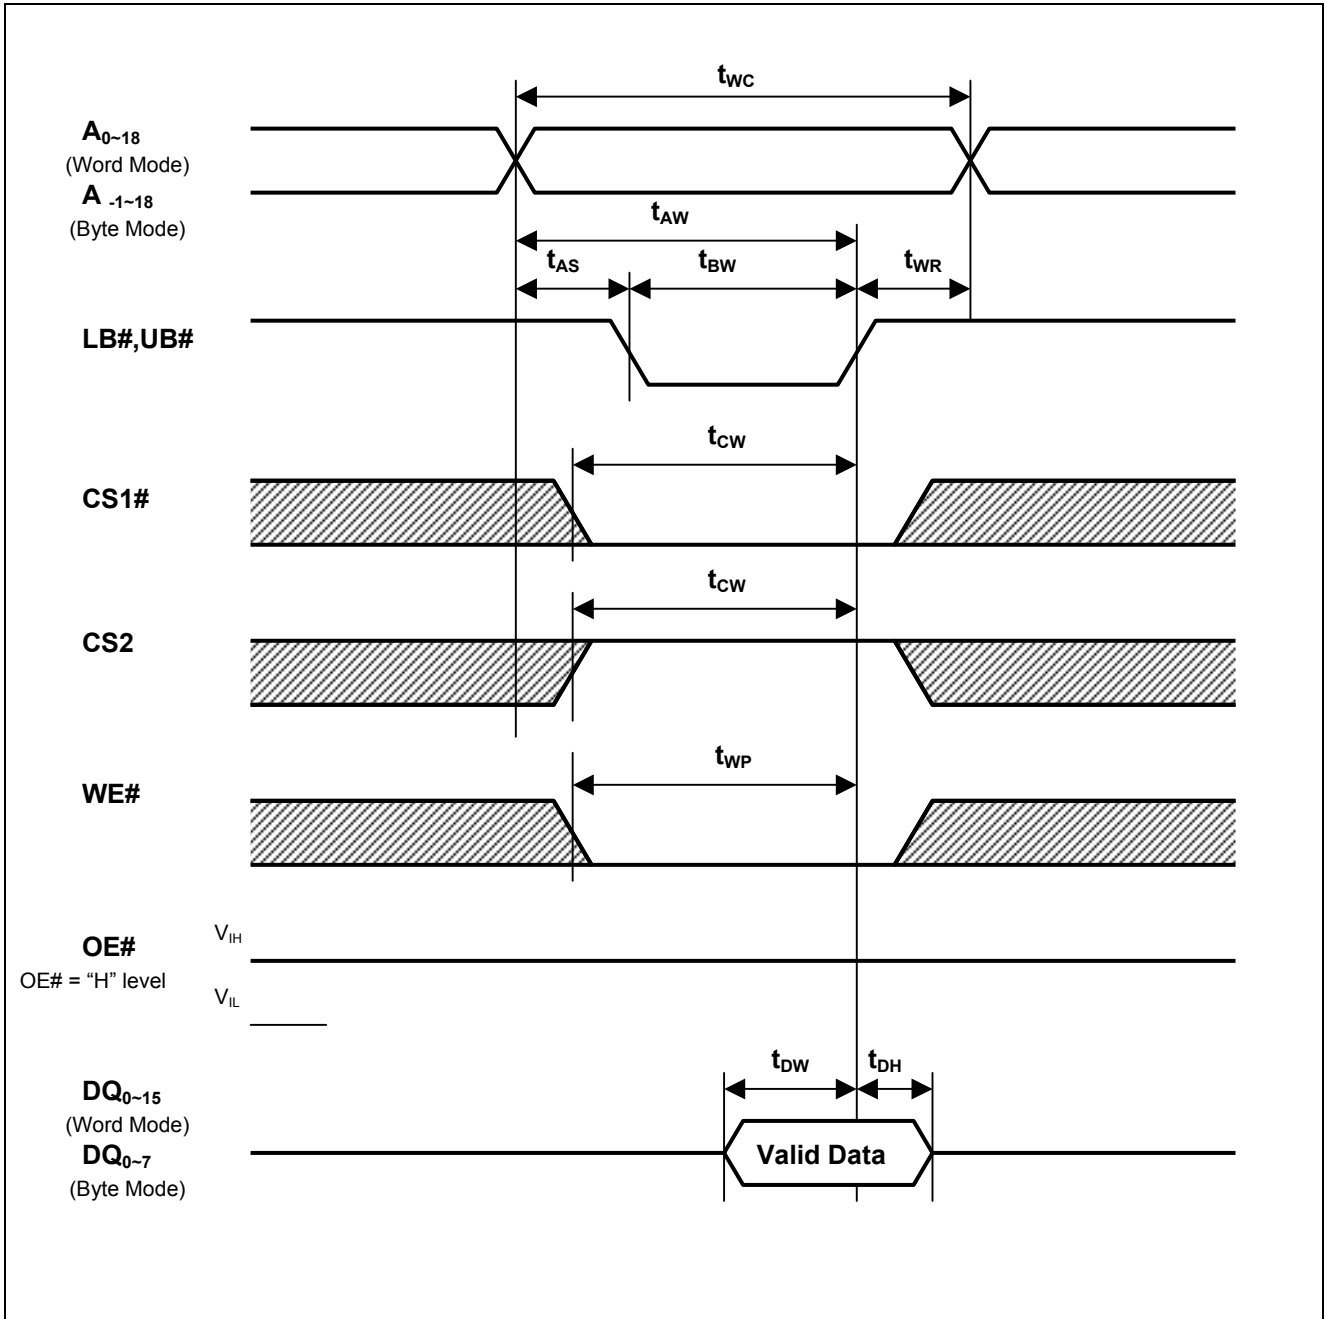 tWC
A0~18
(Word Mode)
A -1~18
(Byte Mode)
tAW
tAS
tBW
tWR
LB#,UB#
tCW
CS1#
tCW
CS2
tWP
WE#
VIH
OE#
OE# = “H” level
VIL
tDW
tDH
DQ0~15
(Word Mode)
DQ0~7
(Byte Mode)
Valid Data